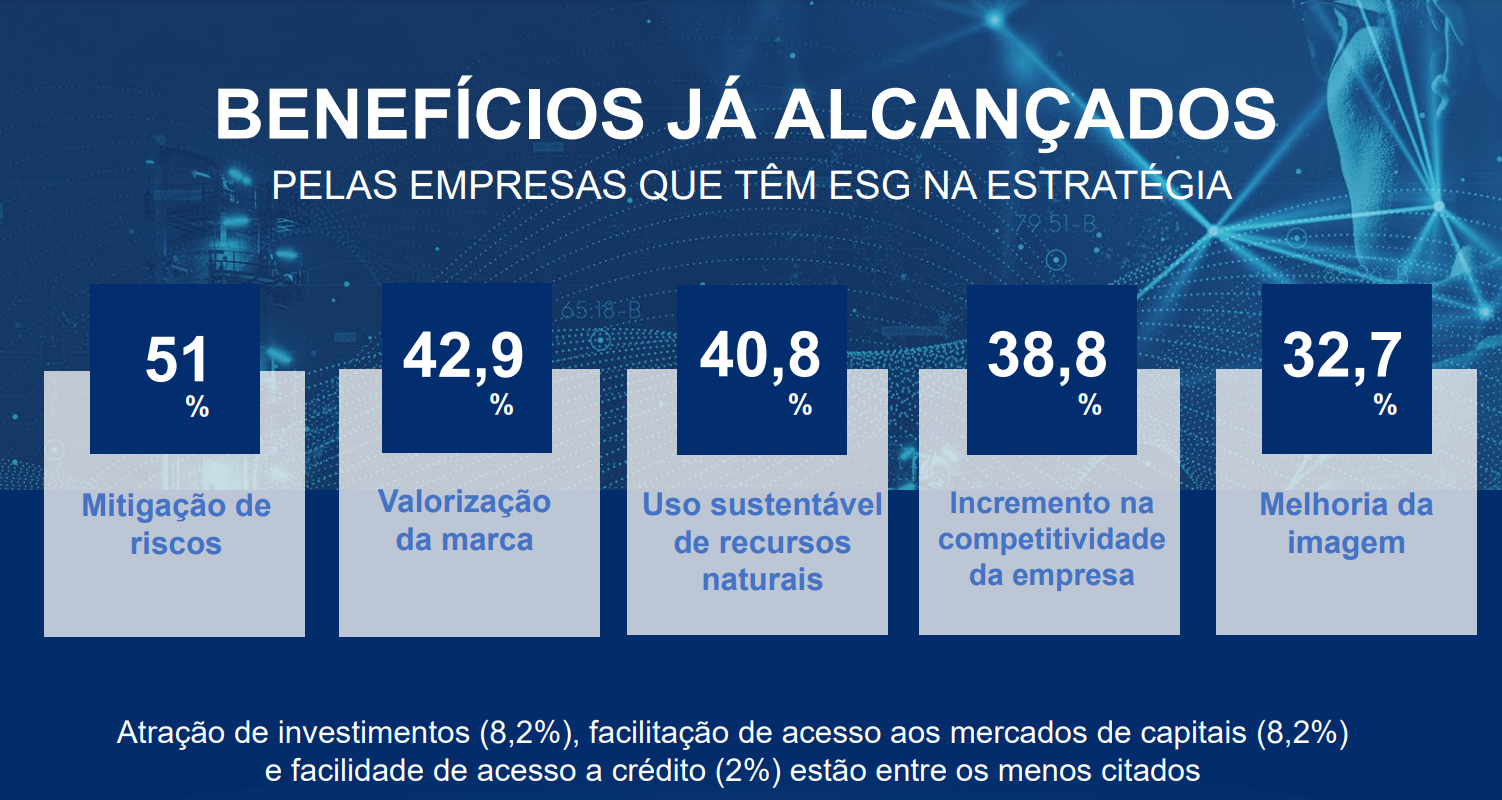 BENEFÍCIOS JÁ ALCANÇADOS
PELAS EMPRESAS QUE TÊM ESG NA ESTRATÉGIA
79.51-B
65:18-B
51
%
Mitigação de
riscos
42,9
%
Valorização
da marca
40,8
%
Uso sustentável
de recursos
naturais
38,8
%
Incremento na
competitividade
da empresa
32,7
%
Melhoria da
imagem
Atração de investimentos (8,2%), facilitação de acesso aos mercados de capitais (8,2%)
e facilidade de acesso a crédito (2%) estão entre os menos citados